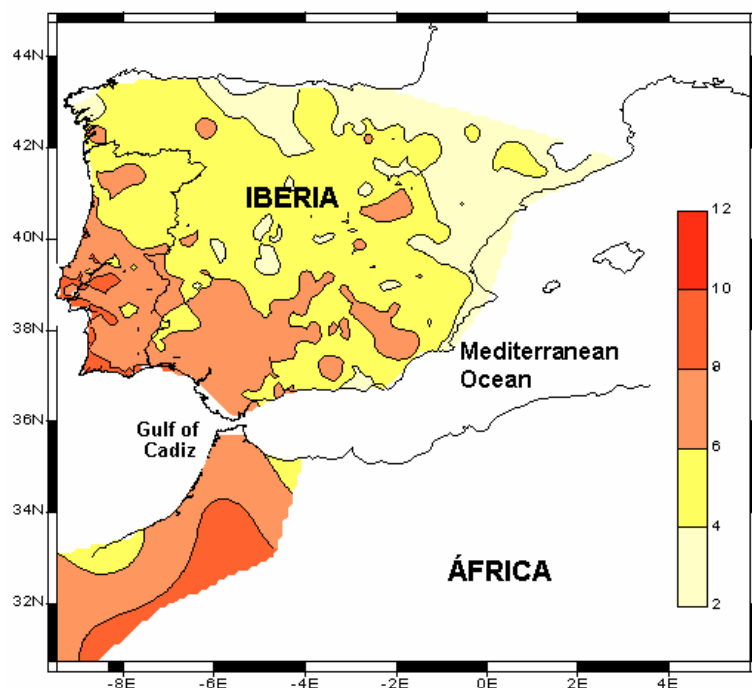 44N
42N
IBERIA
40N
12
10
38N
Mediterranean
Ocean
8
36N
Gulf of
Cadiz
6
34N
4
ÁFRICA
32N
2
-8E -6E -4E -2E 0E 2E 4E